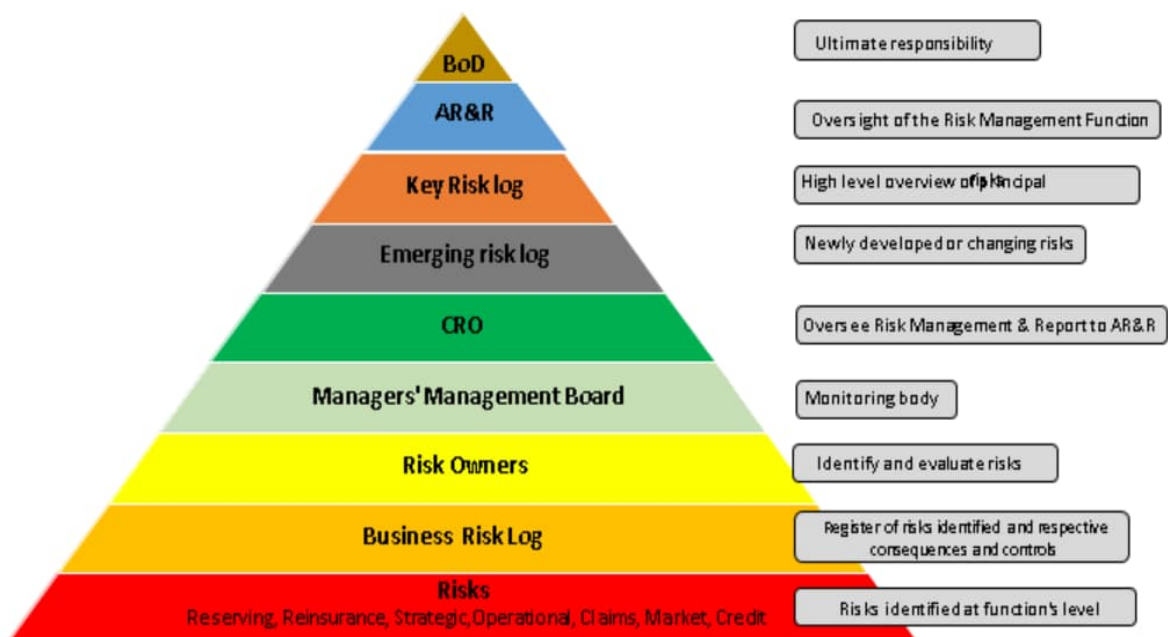 BoD
Ultimate responsibility
AR&R
Oversight of the Risk Management Function
Key Risk log
High level overview of principal
risks
Emerging risk log
Newly developed or changing risks
CRO
Oversee Risk Management & Report to AR&R
Managers' Management Board
Monitoring body
Risk Owners
Identify and evaluate risks
Business Risk Log
Register of risks identified and respective
consequences and controls
Risks
Reserving, Reinsurance, Strategic,Operational, Claims, Market, Credit
Risks identified at function's level